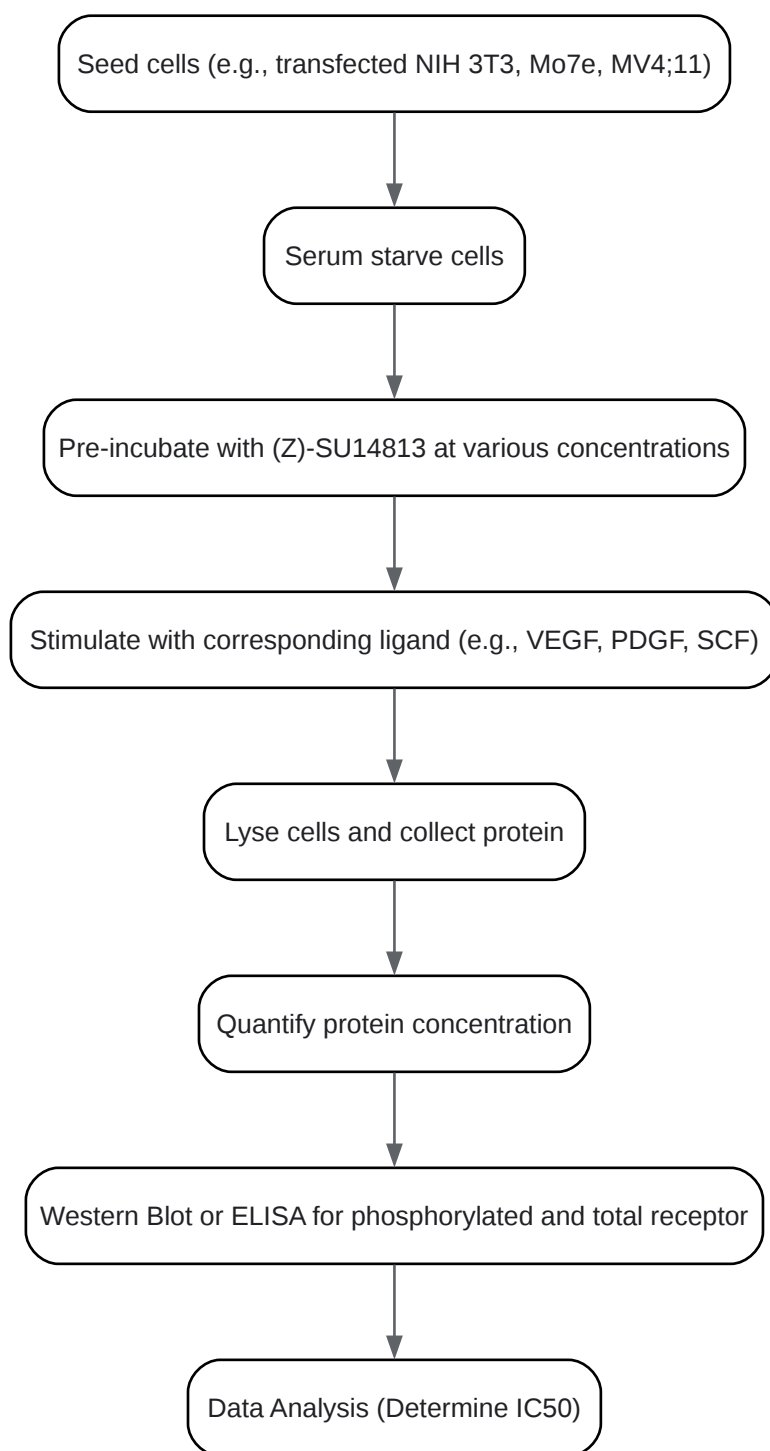 Seed cells (e.g., transfected NIH 3T3, Mo7e, MV4;11)
Serum starve cells
Pre-incubate with (Z)-SU14813 at various concentrations
Stimulate with corresponding ligand (e.g., VEGF, PDGF, SCF)
Lyse cells and collect protein
Quantify protein concentration
Western Blot or ELISA for phosphorylated and total receptor
Data Analysis (Determine IC50)